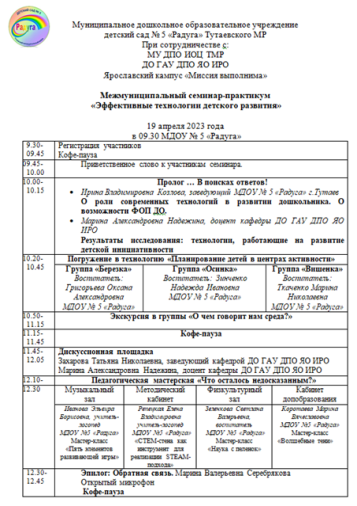 Радуга
Муниципальное дошкольное образовательное учреждение
детский сад № 5 «Радуга» Тутаевского МР
При сотрудничестве с:
МУ ДПО ИОЦ ТМР
ДО ГАУ ДПО ЯО ИРО
Ярославский кампус «Миссия выполнима»
Межмуниципальный семинар-практикум
«Эффективные технологии детского развития»
19 апреля 2023 года
в 09.30 МДОУ № 5 «Радуга»
9.30-
09.45
Регистрация участников
Кофе-пауза
09.45-
10.00
Приветственное слово к участникам семинара.
10.00-
10.15
Пролог … В поисках ответов!
• Ирина Владимировна Козлова, заведующий МДОУ № 5 «Радуга» г.Тутаев
О роли современных технологий в развитии дошкольника. О
возможности ФОП ДО.
• Марина Александровна Надежина, доцент кафедры ДО ГАУ ДПО ЯО
ИРО
Результаты исследования: технологии, работающие на развитие
детской инициативности
10.20-
10.45
Погружение в технологию «Планирование детей в центрах активности»
Группа «Березка»
Воспитатель:
Григорьева Оксана
Александровна
МДОУ № 5 «Радуга»
Группа «Осинка»
Воспитатель: Зинченко
Надежда Ивановна
МДОУ № 5 «Радуга»
Группа «Вишенка»
Воспитатель:
Ткаченко Марина
Николаевна
МДОУ № 5 «Радуга»
10.50-
11.15
Экскурсия в группы «О чем говорит нам среда?»
11.15-
11.45
Кофе-пауза
11.45-
12.05
Дискуссионная площадка
Захарова Татьяна Николаевна, заведующий кафедрой ДО ГАУ ДПО ЯО ИРО
Марина Александровна Надежина, доцент кафедры ДО ГАУ ДПО ЯО ИРО
12.10-
12.30
Педагогическая мастерская «Что осталось недосказанным?»
Музыкальный
зал
Иванова Эльвира
Борисовна, учитель-
логопед
МДОУ №5 «Радуга»
Мастер-класс
«Пять моментов
развивающей игры»
Методический
кабинет
Елена
Владимировна
учитель-логопед
МДОУ №5 «Радуга»
«СТЕМ-стена как
инструмент для
реализации STEAM-
подхода»
Физкультурный
зал
Валерьевна,
воспитатель
МДОУ №5 «Радуга»
Мастер-класс
«Наука с пеленок»
Кабинет
допобразования
Марина
Вячеславовна
МДОУ №5 «Радуга»
Мастер-класс
«Волшебные тени»
12.30-
12.45
Эпилог: Обратная связь. Марина Валерьевна Серебрякова
Открытый микрофон
Кофе-пауза